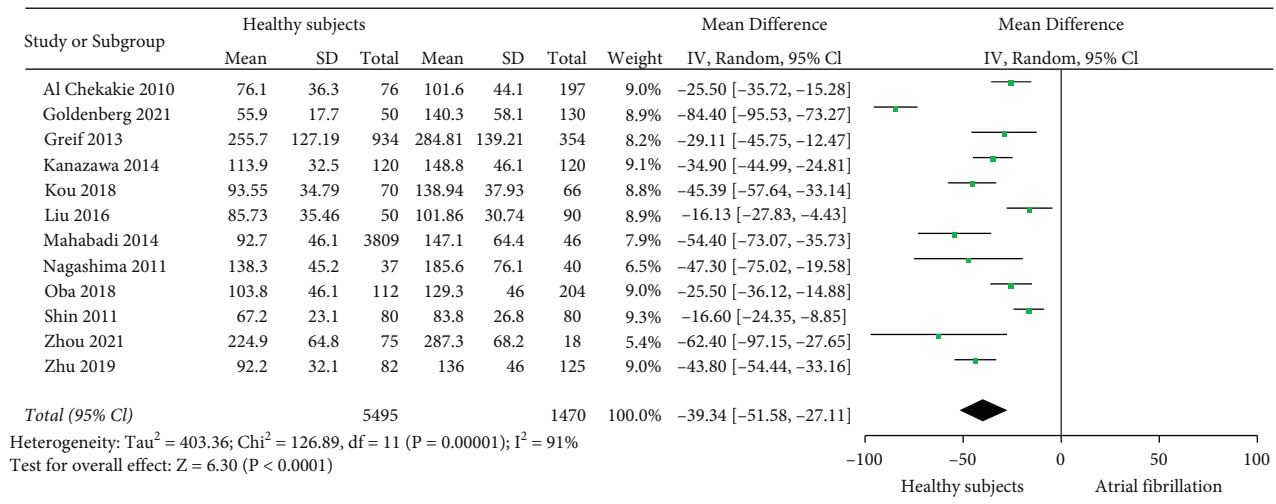 Study or Subgroup Healthy subjects Mean Difference Mean Difference
Mean SD Total Mean SD Total Weight IV, Random, 95% Cl IV, Random, 95% Cl
Al Chekakie 2010 76.1 36.3 76 101.6 44.1 197 9.0% –25.50 [–35.72, –15.28]
Goldenberg 2021 55.9 17.7 50 140.3 58.1 130 8.9% –84.40 [–95.53, –73.27]
Greif 2013 255.7 127.19 934 284.81 139.21 354 8.2% –29.11 [–45.75, –12.47]
Kanazawa 2014 113.9 32.5 120 148.8 46.1 120 9.1% –34.90 [–44.99, –24.81]
Kou 2018 93.55 34.79 70 138.94 37.93 66 8.8% –45.39 [–57.64, –33.14]
Liu 2016 85.73 35.46 50 101.86 30.74 90 8.9% –16.13 [–27.83, –4.43]
Mahabadi 2014 92.7 46.1 3809 147.1 64.4 46 7.9% –54.40 [–73.07, –35.73]
Nagashima 2011 138.3 45.2 37 185.6 76.1 40 6.5% –47.30 [–75.02, –19.58]
Oba 2018 103.8 46.1 112 129.3 46 204 9.0% –25.50 [–36.12, –14.88]
Shin 2011 67.2 23.1 80 83.8 26.8 80 9.3% –16.60 [–24.35, –8.85]
Zhou 2021 224.9 64.8 75 287.3 68.2 18 5.4% –62.40 [–97.15, –27.65]
Zhu 2019 92.2 32.1 82 136 46 125 9.0% –43.80 [–54.44, –33.16]
Total (95% Cl) 5495 1470 100.0% –39.34 [–51.58, –27.11]
Heterogeneity: Tau² = 403.36; Chi² = 126.89, df = 11 (P = 0.00001); I² = 91%
Test for overall effect: Z = 6.30 (P < 0.0001)
–100 –50 0 50 100
Healthy subjects Atrial fibrillation